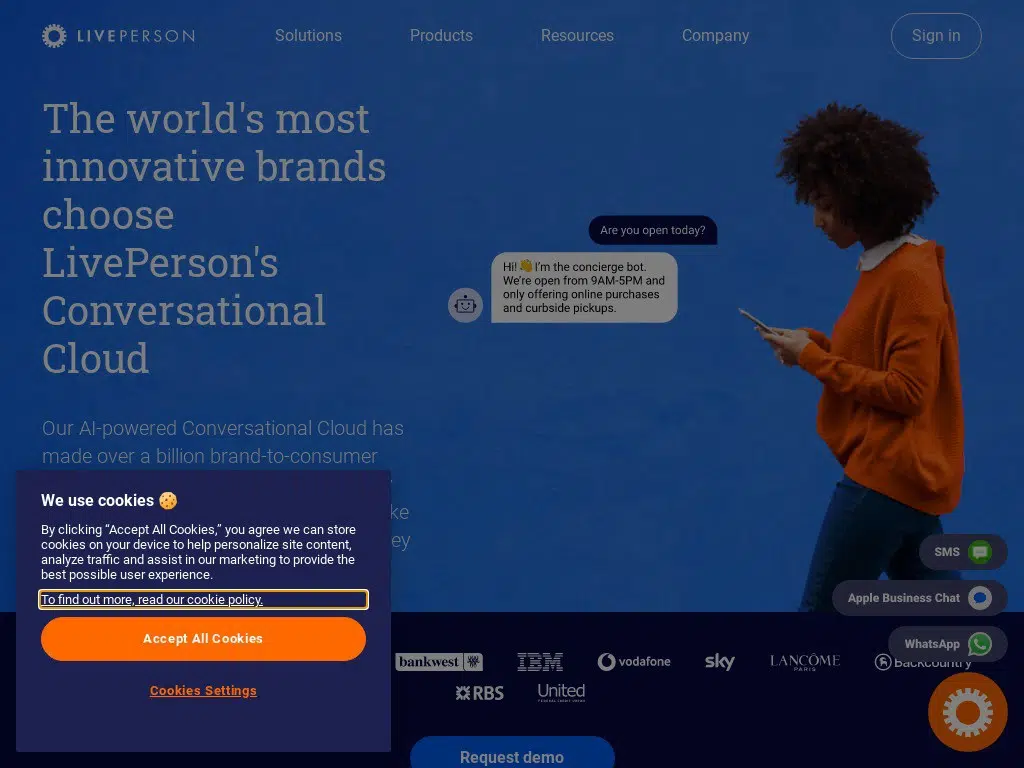 LIVEPERSON
Solutions
Products
Resources
Company
Sign in
The world's most
innovative brands
choose
LivePerson's
Conversational
Cloud
Are you open today?
Hi! 👋 I'm the concierge bot.
We're open from 9AM-5PM and
only offering online purchases
and curbside pickups.
Our AI-powered Conversational Cloud has
made over a billion brand-to-consumer
We use cookies 🍪
By clicking “Accept All Cookies,” you agree we can store
cookies on your device to help personalize site content,
analyze traffic and assist in our marketing to provide the
best possible user experience.
To find out more, read our cookie policy.
Accept All Cookies
Cookies Settings
SMS
Apple Business Chat
WhatsApp
bankwest
IBM
vodafone
sky
LANCÔME
PARIS
Backcountry
RBS
United
Request demo